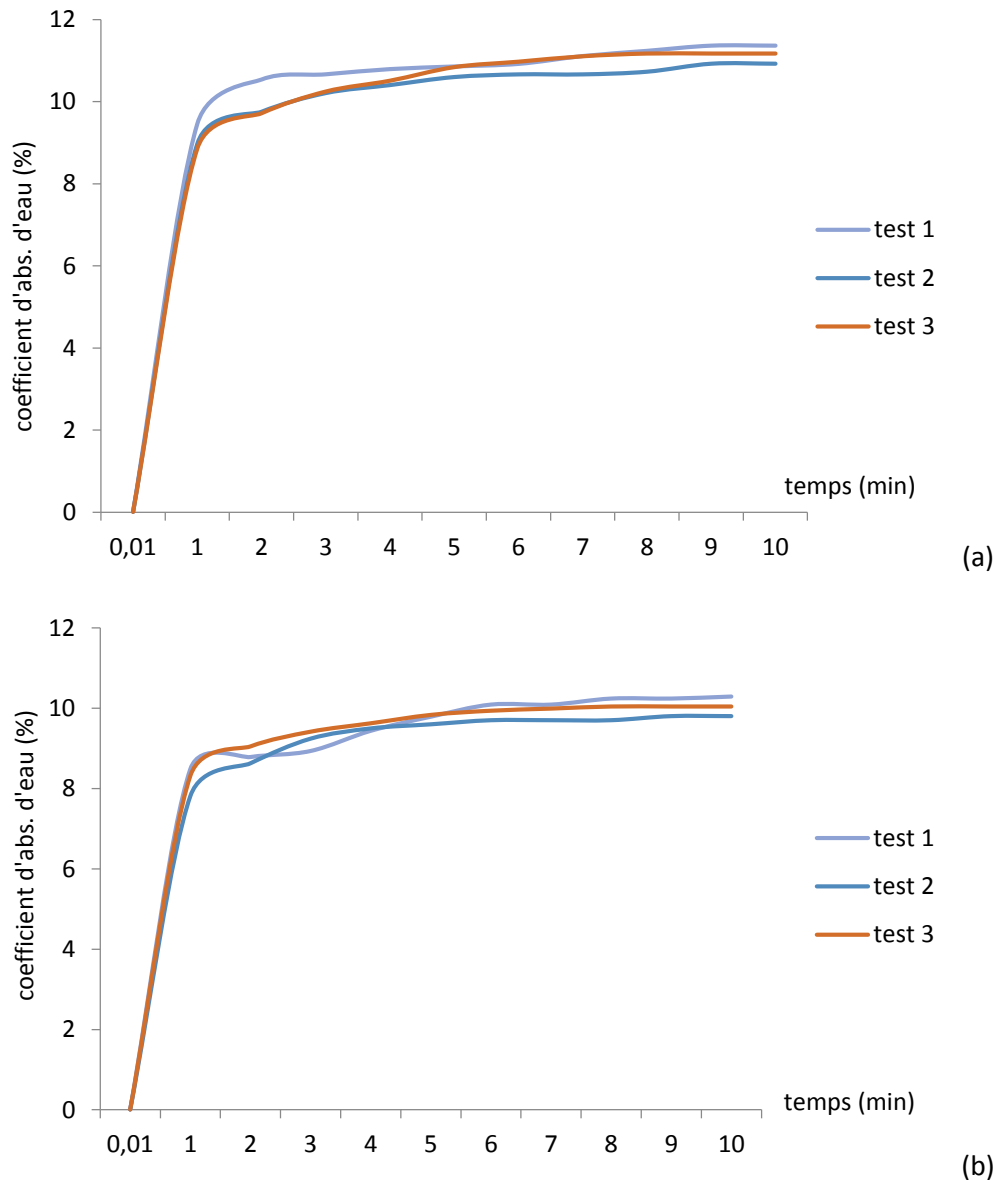 12
10
8
6
4
2
0
coefficient d'abs. d'eau (%)
test 1
test 2
test 3
temps (min)
0,01 1 2 3 4 5 6 7 8 9 10
(a)
12
10
8
6
4
2
0
coefficient d'abs. d'eau (%)
test 1
test 2
test 3
temps (min)
0,01 1 2 3 4 5 6 7 8 9 10
(b)